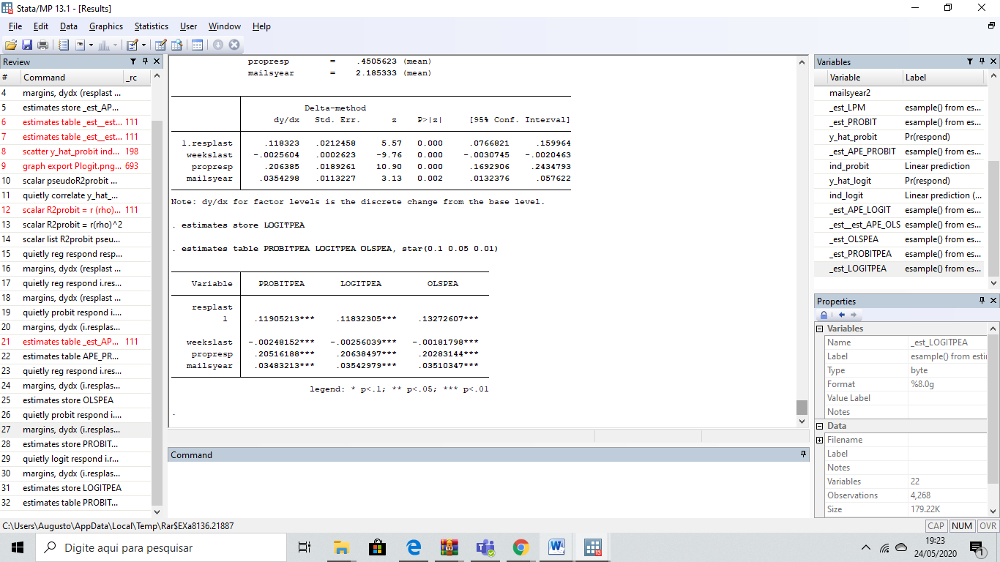 Stata/MP 13.1 - [Results]
File Edit Data Graphics Statistics User Window Help
Review
# Command _rc
4 margins, dydx (resplast ...
5 estimates store _est_AP...
6 estimates table _est__est... 111
7 estimates table _est__est... 111
8 scatter y_hat_probit ind... 198
9 graph export Plogit.png... 693
10 scalar pseudoR2probit ...
11 quietly correlate y_hat_...
12 scalar R2probit = r (rho)... 111
13 scalar R2probit = r(rho)^2
14 scalar list R2probit pseu...
15 quietly reg respond resp...
16 margins, dydx (resplast ...
17 quietly reg respond i.res...
18 margins, dydx (resplast ...
19 quietly probit respond i....
20 margins, dydx (i.resplas...
21 estimates table _est_AP... 111
22 estimates table APE_PR...
23 quietly reg respond i.res...
24 margins, dydx (i.resplas...
25 estimates store OLSPEA
26 quietly probit respond i....
27 margins, dydx (i.resplas...
28 estimates store PROBIT...
29 quietly logit respond i.r...
30 margins, dydx (i.resplas...
31 estimates store LOGITPEA
32 estimates table PROBIT...
propresp = .4505623 (mean)
mailsyear = 2.185333 (mean)
Delta-method
dy/dx Std. Err. z P>|z| [95% Conf. Interval]
1.resplast .118323 .0212458 5.57 0.000 .0766821 .159964
weekslast -.0025604 .0002623 -9.76 0.000 -.0030745 -.0020463
propresp .206385 .0189261 10.90 0.000 .1692906 .2434793
mailsyear .0354298 .0113227 3.13 0.002 .0132376 .057622
Note: dy/dx for factor levels is the discrete change from the base level.
. estimates store LOGITPEA
. estimates table PROBITPEA LOGITPEA OLSPEA, star(0.1 0.05 0.01)
Variable PROBITPEA LOGITPEA OLSPEA
resplast
1 .11905213*** .11832305*** .13272607***
weekslast -.00248152*** -.00256039*** -.00181798***
propresp .20516188*** .20638497*** .20283144***
mailsyear .03483213*** .03542979*** .03510347***
legend: * p<.1; ** p<.05; *** p<.01
.
Command
Variables
Variable Label
mailsyear2
_est_LPM esample() from es...
_est_PROBIT esample() from es...
y_hat_probit Pr(respond)
_est_APE_PROBIT esample() from es...
ind_probit Linear prediction
y_hat_logit Pr(respond)
ind_logit Linear prediction (...
_est_APE_LOGIT esample() from es...
_est__est_APE_OLS esample() from es...
_est_OLSPEA esample() from es...
_est_PROBITPEA esample() from es...
_est_LOGITPEA esample() from es...
Properties
Variables
Name _est_LOGITPEA
Label esample() from esti
Type byte
Format %8.0g
Value Label
Notes
Data
Filename
Label
Notes
Variables 22
Observations 4,268
Size 179.22K
C:\Users\Augusto\AppData\Local\Temp\Rar$EXa8136.21887
CAP NUM OVR
Digite aqui para pesquisar
19:23
24/05/2020
1